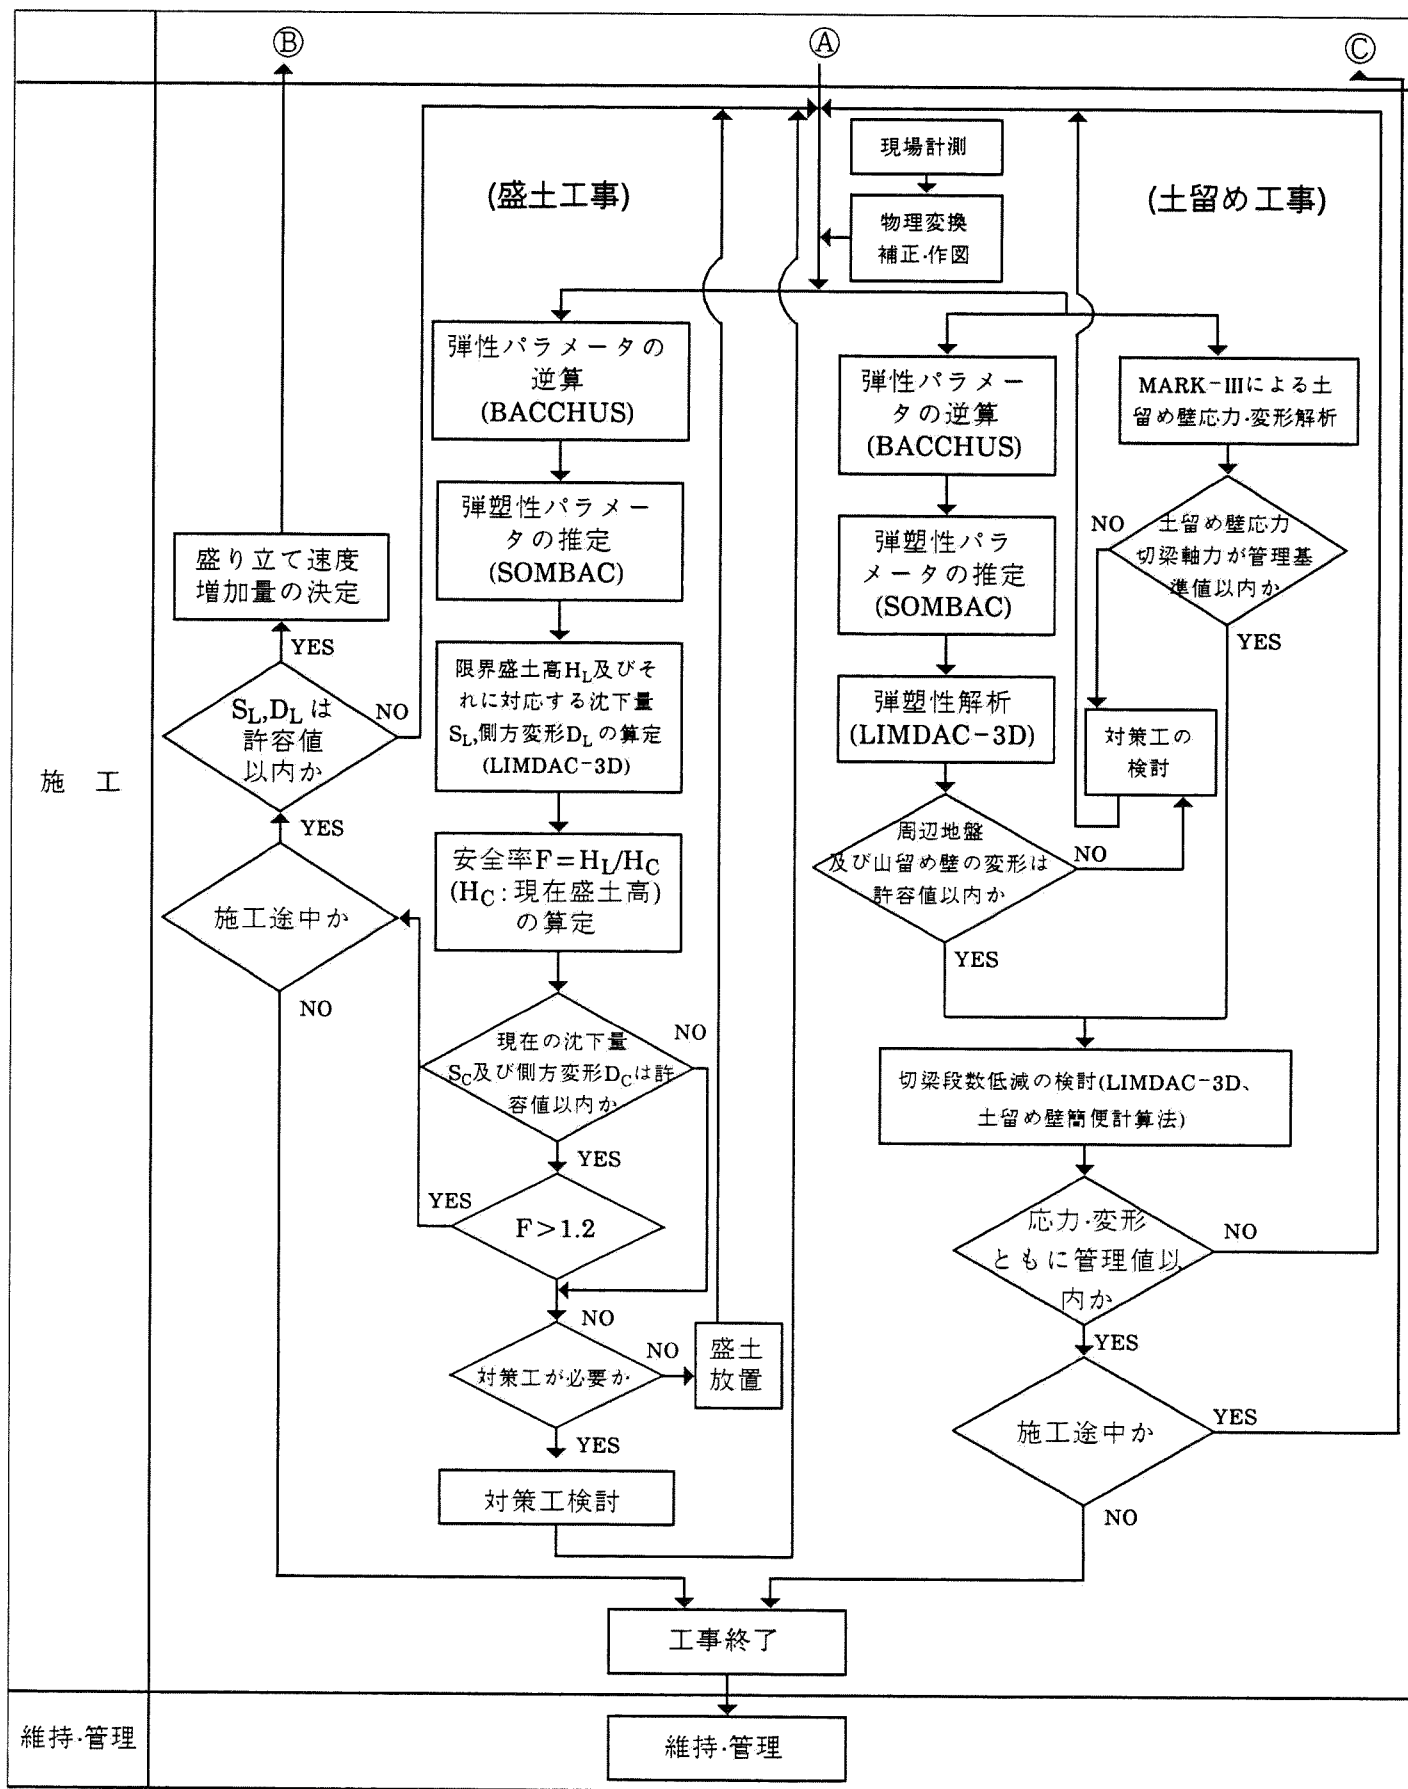 Ⓑ
Ⓐ
Ⓒ
施 工
(盛土工事)
現場計測
物理変換
補正·作図
(土留め工事)
弾性パラメータの
逆算
(BACCHUS)
弾塑性パラメー
タの推定
(SOMBAC)
限界盛土高HL及びそ
れに対応する沈下量
SL,側方変形DLの算定
(LIMDAC-3D)
安全率F=HL/HC
(HC:現在盛土高)
の算定
現在の沈下量
SC及び側方変形DCは許
容値以内か
NO
YES
F>1.2
YES
NO
対策工が必要か
NO
盛土
放置
YES
対策工検討
盛り立て速度
増加量の決定
YES
SL,DLは
許容値
以内か
NO
YES
施工途中か
NO
弾性パラメー
タの逆算
(BACCHUS)
弾塑性パラ
メータの推定
(SOMBAC)
弾塑性解析
(LIMDAC-3D)
周辺地盤
及び山留め壁の変形は
許容値以内か
NO
YES
MARK-IIIによる土
留め壁応力·変形解析
土留め壁応力
切梁軸力が管理基
準値以内か
NO
YES
対策工の
検討
切梁段数低減の検討(LIMDAC-3D、
土留め壁簡便計算法)
応力·変形
ともに管理値以
内か
NO
YES
施工途中か
YES
NO
工事終了
維持·管理
維持·管理